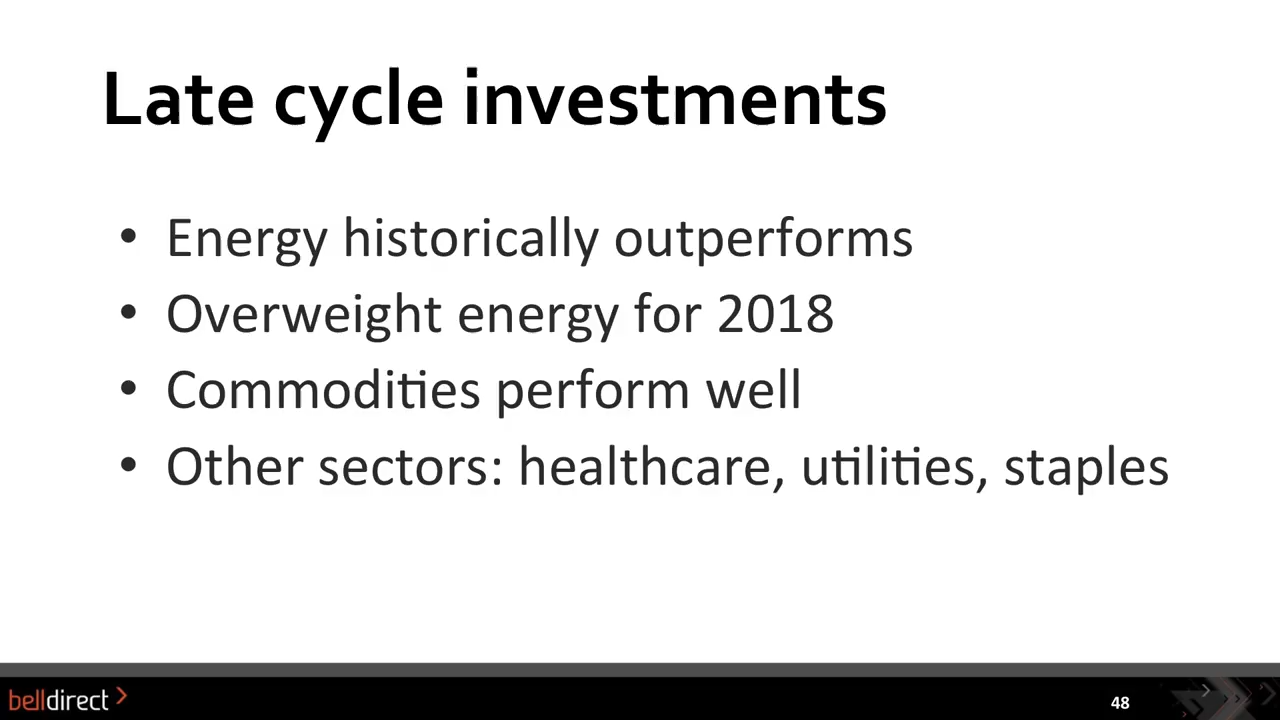 Late cycle investments
• Energy historically outperforms
• Overweight energy for 2018
• Commodities perform well
• Other sectors: healthcare, utilities, staples
belldirect
48